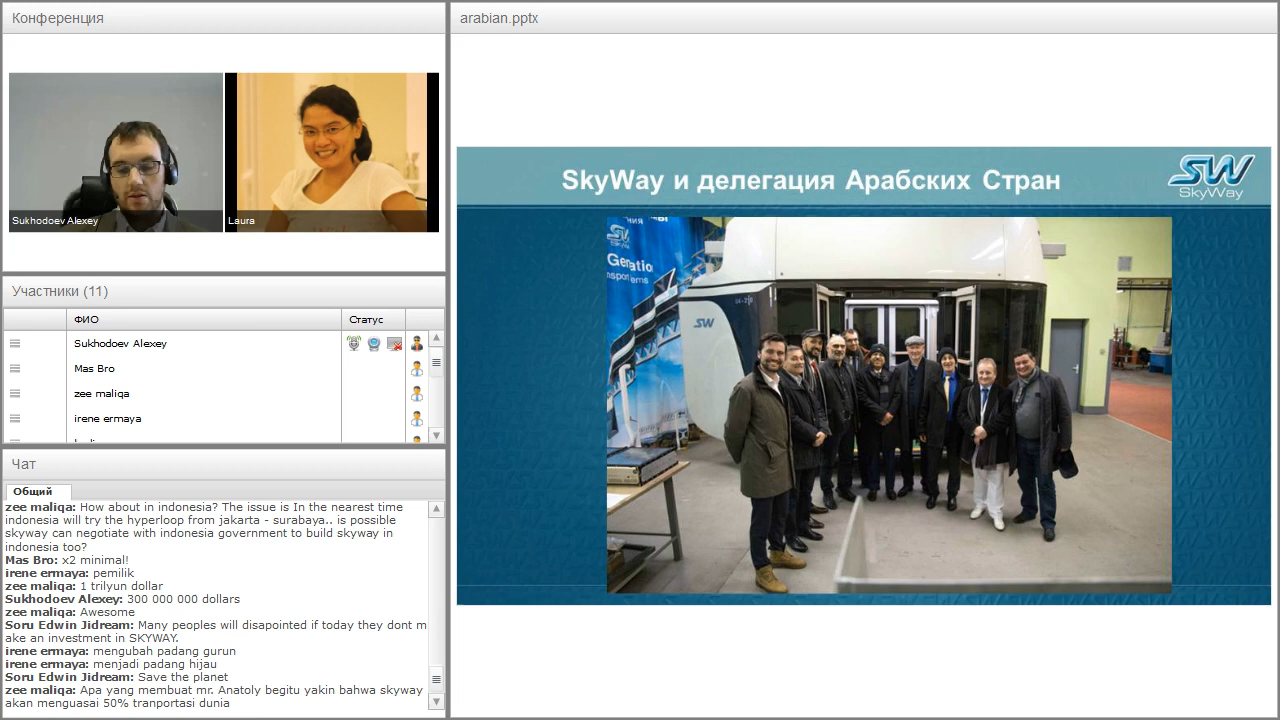 Конференция
Sukhodoev Alexey
Laura
Участники (11)
ФИО
Статус
Sukhodoev Alexey
Mas Bro
zee maliqa
irene ermaya
Чат
Общий
zee maliqa: How about in indonesia? The issue is In the nearest time
indonesia will try the hyperloop from jakarta - surabaya.. is possible
skyway can negotiate with indonesia government to build skyway in
indonesia too?
Mas Bro: x2 minimal!
irene ermaya: pemilik
zee maliqa: 1 trilyun dollar
Sukhodoev Alexey: 300 000 000 dollars
zee maliqa: Awesome
Soru Edwin Jidream: Many peoples will disapointed if today they dont m
ake an investment in SKYWAY.
irene ermaya: mengubah padang gurun
irene ermaya: menjadi padang hijau
Soru Edwin Jidream: Save the planet
zee maliqa: Apa yang membuat mr. Anatoly begitu yakin bahwa skyway
akan menguasai 50% tranportasi dunia
arabian.pptx
SkyWay и делегация Арабских Стран
SW
SkyWay
SW
SW